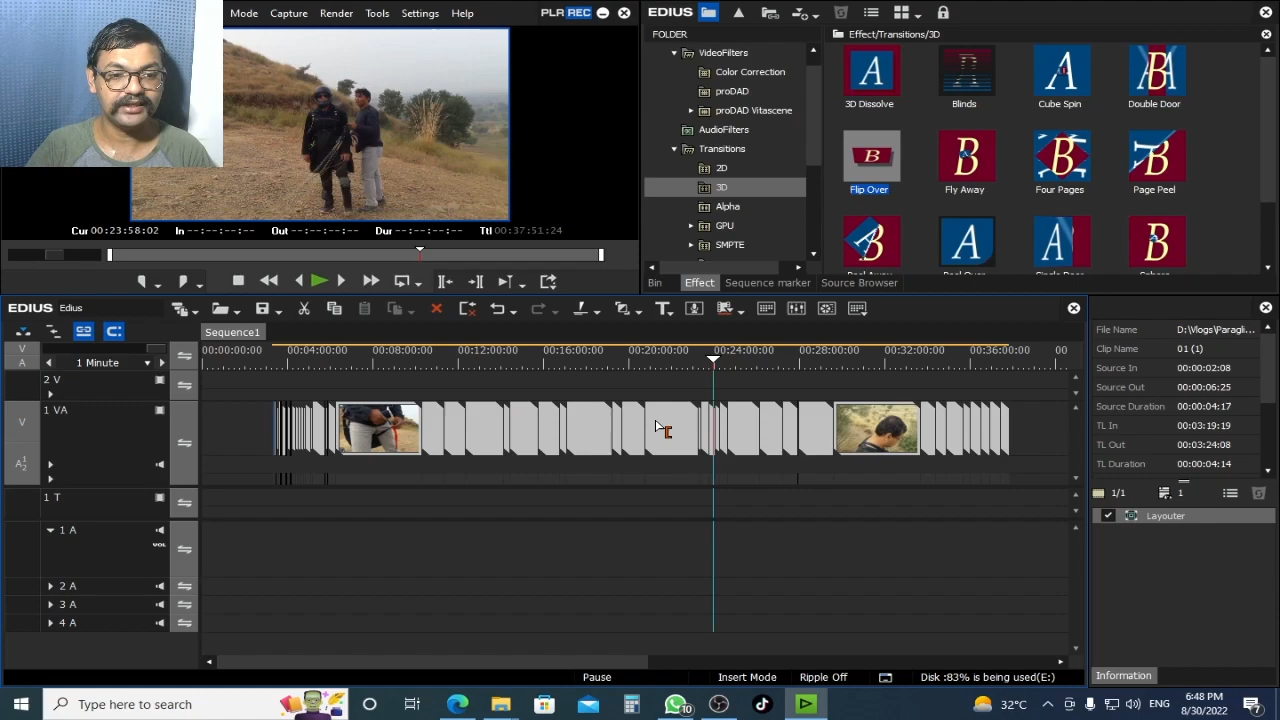 Mode Capture Render Tools Settings Help PLR REC
Cur 00:23:58:02 In --:--:--:-- Out --:--:--:-- Dur --:--:--:-- Ttl 00:37:51:24
EDIUS
FOLDER
VideoFilters
Color Correction
proDAD
proDAD Vitascene
AudioFilters
Transitions
2D
3D
Alpha
GPU
SMPTE
Effect/Transitions/3D
3D Dissolve Blinds Cube Spin Double Door
Flip Over Fly Away Four Pages Page Peel
Bin Effect Sequence marker Source Browser
EDIUS Edius
Sequence1
V
A
1 Minute
00:00:00:00 00:04:00:00 00:08:00:00 00:12:00:00 00:16:00:00 00:20:00:00 00:24:00:00 00:28:00:00 00:32:00:00 00:36:00:00 00
2 V
1 VA
V
1 T
1 A
VOL
2 A
3 A
4 A
Pause Insert Mode Ripple Off Disk :83% is being used(E:)
File Name D:\Vlogs\Paragli...
Clip Name 01 (1)
Source In 00:00:02:08
Source Out 00:00:06:25
Source Duration 00:00:04:17
TL In 00:03:19:19
TL Out 00:03:24:08
TL Duration 00:00:04:14
1/1 1
Layouter
Information
Type here to search
10
32°C
ENG
6:48 PM
8/30/2022